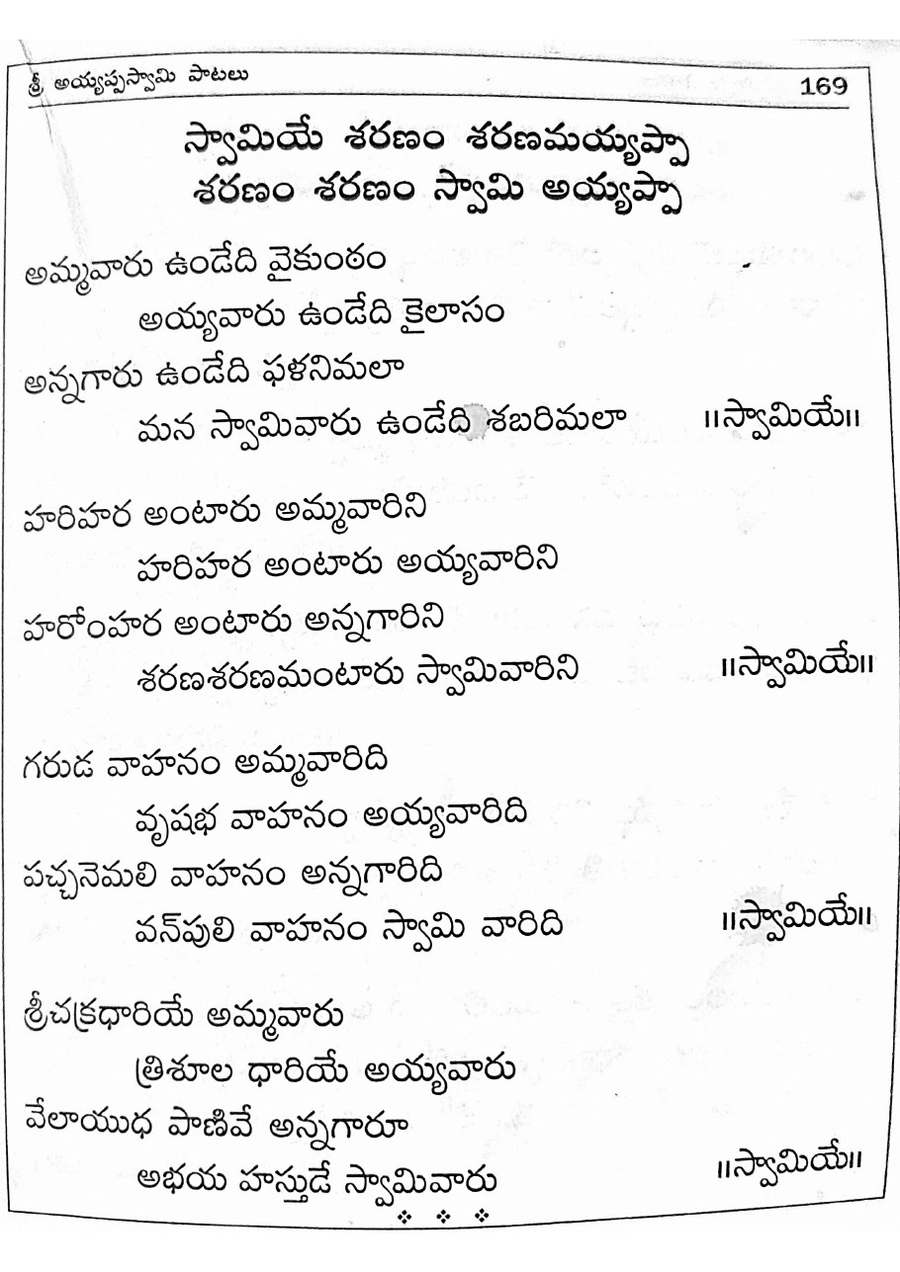 శ్రీ అయ్యప్పస్వామి పాటలు 169
స్వామియే శరణం శరణమయ్యప్పా
శరణం శరణం స్వామి అయ్యప్పా
అమ్మవారు ఉండేది వైకుంఠం
అయ్యవారు ఉండేది కైలాసం
అన్నగారు ఉండేది ఫళనిమలా
మన స్వామివారు ఉండేది శబరిమలా ॥స్వామియే॥
హరిహర అంటారు అమ్మవారిని
హరిహర అంటారు అయ్యవారిని
హరోంహర అంటారు అన్నగారిని
శరణశరణమంటారు స్వామివారిని ॥స్వామియే॥
గరుడ వాహనం అమ్మవారిది
వృషభ వాహనం అయ్యవారిది
పచ్చనెమలి వాహనం అన్నగారిది
వన్‌పులి వాహనం స్వామి వారిది ॥స్వామియే॥
శ్రీచక్రధారియే అమ్మవారు
త్రిశూల ధారియే అయ్యవారు
వేలాయుధ పాణివే అన్నగారూ
అభయ హస్తుడే స్వామివారు ॥స్వామియే॥